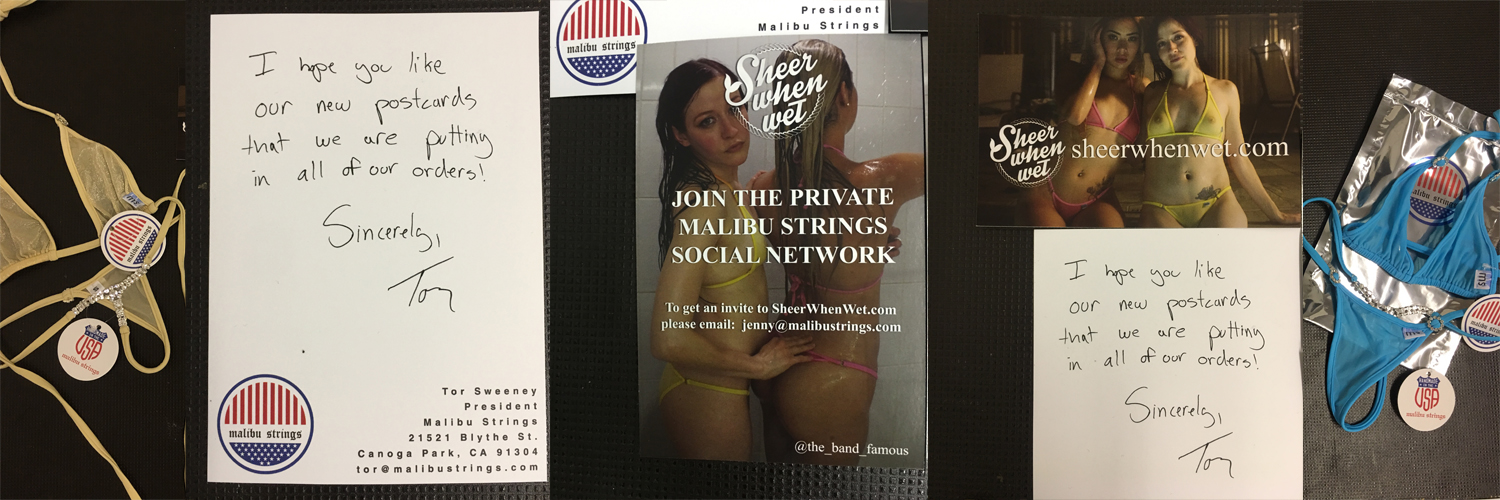 malibu strings
USA
malibu strings
I hope you like
our new postcards
that we are putting
in all of our orders!
Sincerely,
Tor
malibu strings
Tor Sweeney
President
Malibu Strings
21521 Blythe St.
Canoga Park, CA 91304
tor@malibustrings.com
malibu strings
President
Malibu Strings
Sheer
when
wet
JOIN THE PRIVATE
MALIBU STRINGS
SOCIAL NETWORK
To get an invite to SheerWhenWet.com
please email: jenny@malibustrings.com
@the_band_famous
Sheer
when
wet
sheerwhenwet.com
I hope you like
our new postcards
that we are putting
in all of our orders!
Sincerely,
Tor
malibu strings
USA
malibu strings